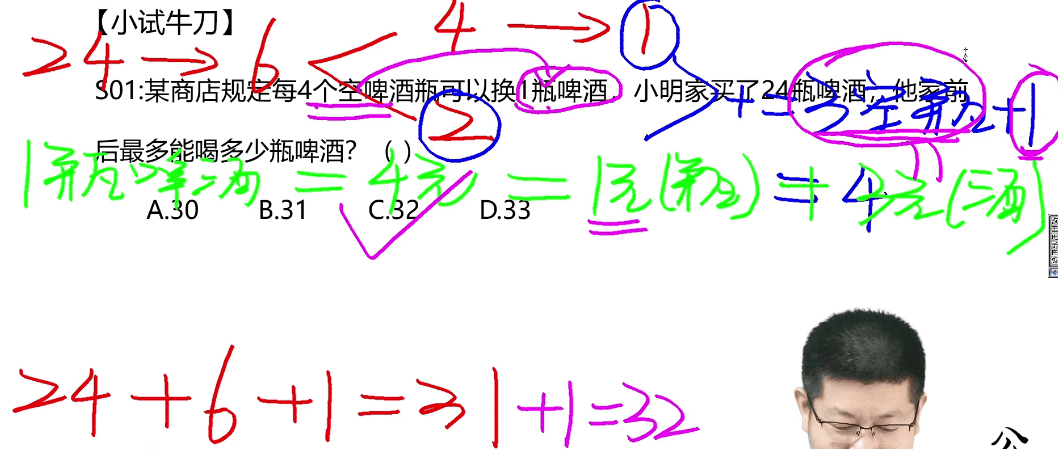 【小试牛刀】
24 → 6 4 → 1
2
S01:某商店规定每4个空啤酒瓶可以换1瓶啤酒，小明家买了24瓶啤酒，他家前
+ = 3空瓶 + 1
后最多能喝多少瓶啤酒？（ ）
1瓶啤酒 = 4元 = 1元(瓶) + 3元(酒)
= 4
A.30 B.31 C.32 D.33
24 + 6 + 1 = 31 + 1 = 32